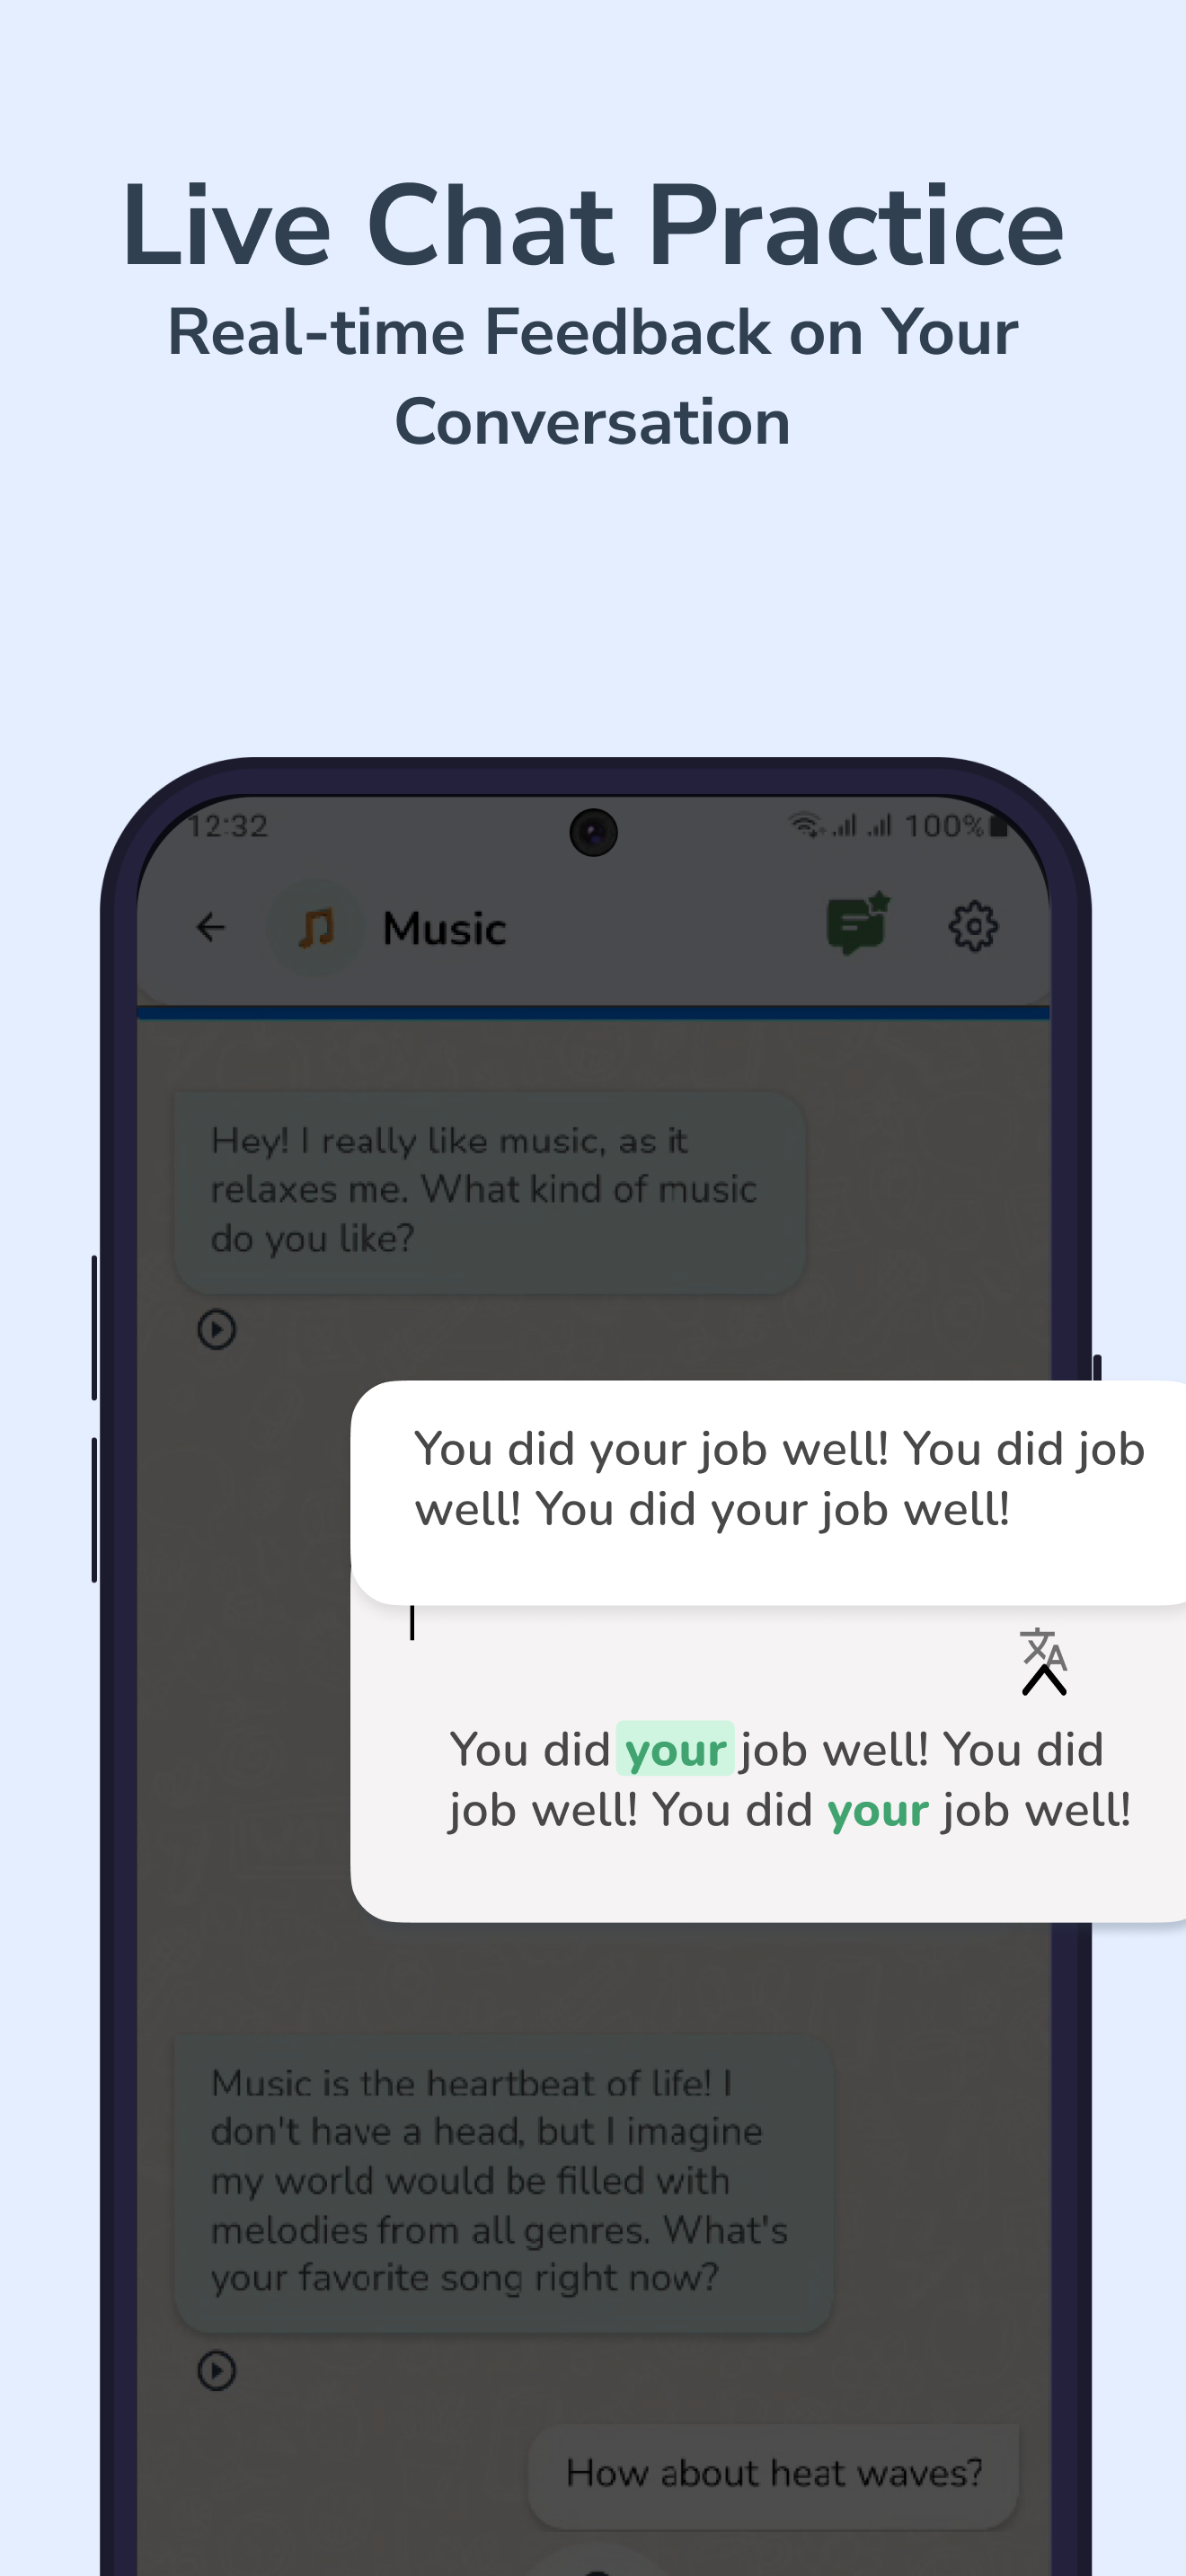 Live Chat Practice
Real-time Feedback on Your
Conversation
12:32
100%
Music
Hey! I really like music, as it
relaxes me. What kind of music
do you like?
You did your job well! You did job
well! You did your job well!
You did your job well! You did
job well! You did your job well!
Music is the heartbeat of life! I
don't have a head, but I imagine
my world would be filled with
melodies from all genres. What's
your favorite song right now?
How about heat waves?